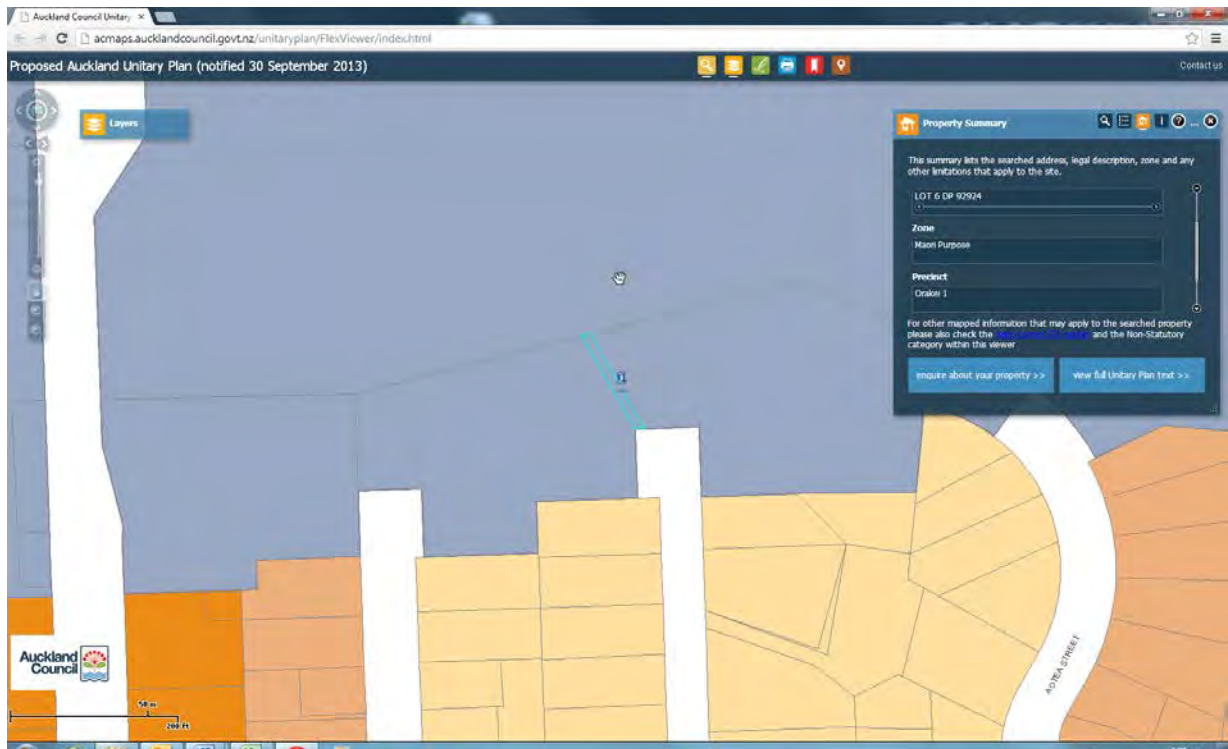 Auckland Council Unitary
acmaps.aucklandcouncil.govt.nz/unitaryplan/FlexViewer/index.html
Proposed Auckland Unitary Plan (notified 30 September 2013)
Contact us
Layers
Property Summary
This summary lists the searched address, legal description, zone and any
other limitations that apply to the site.
LOT 6 DP 92924
Zone
Maori Purpose
Precinct
Orakei 1
For other mapped information that may apply to the searched property
please also check the
and the Non-Statutory
category within this viewer
enquire about your property >>
view full Unitary Plan text >>
AOTEA STREET
Auckland
Council
50 m
200 ft